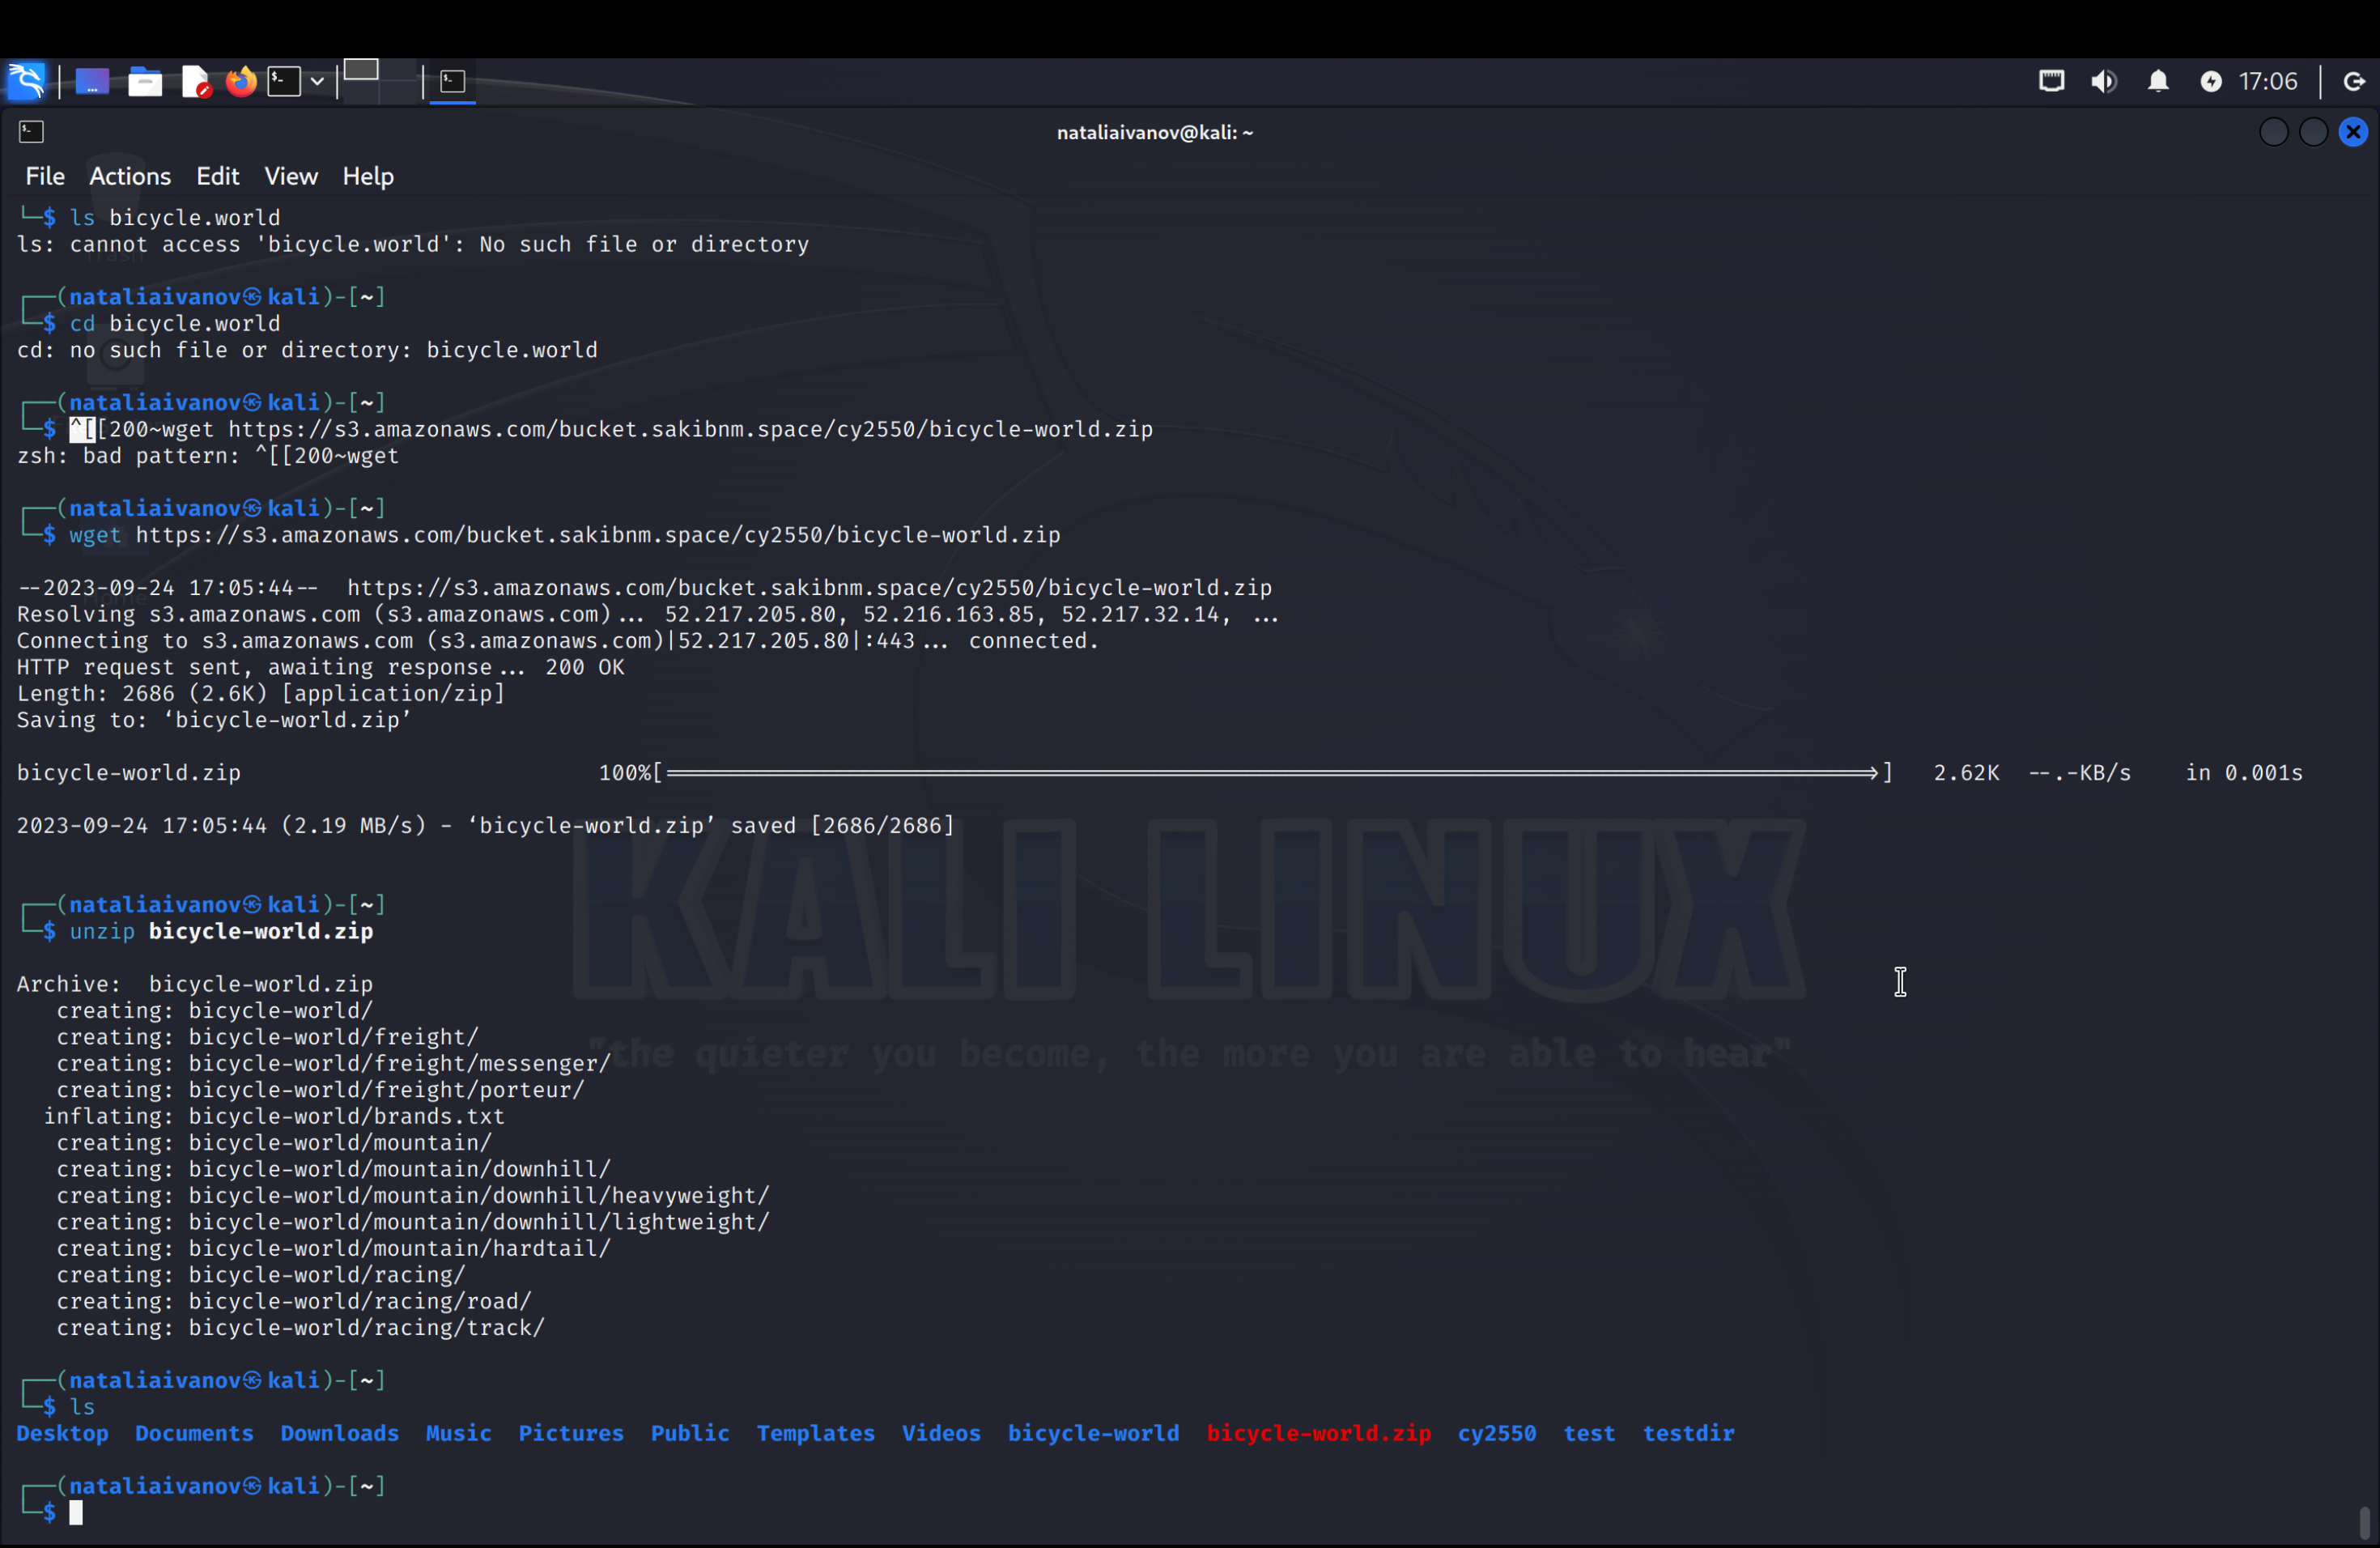 17:06
nataliaivanov@kali: ~
File Actions Edit View Help
└─$ ls bicycle.world
ls: cannot access 'bicycle.world': No such file or directory
┌──(nataliaivanov㉿kali)-[~]
└─$ cd bicycle.world
cd: no such file or directory: bicycle.world
┌──(nataliaivanov㉿kali)-[~]
└─$ ^[[200~wget https://s3.amazonaws.com/bucket.sakibnm.space/cy2550/bicycle-world.zip
zsh: bad pattern: ^[[200~wget
┌──(nataliaivanov㉿kali)-[~]
└─$ wget https://s3.amazonaws.com/bucket.sakibnm.space/cy2550/bicycle-world.zip
--2023-09-24 17:05:44-- https://s3.amazonaws.com/bucket.sakibnm.space/cy2550/bicycle-world.zip
Resolving s3.amazonaws.com (s3.amazonaws.com)... 52.217.205.80, 52.216.163.85, 52.217.32.14, ...
Connecting to s3.amazonaws.com (s3.amazonaws.com)|52.217.205.80|:443... connected.
HTTP request sent, awaiting response... 200 OK
Length: 2686 (2.6K) [application/zip]
Saving to: ‘bicycle-world.zip’
bicycle-world.zip 100%[===================>] 2.62K --.-KB/s in 0.001s
2023-09-24 17:05:44 (2.19 MB/s) - ‘bicycle-world.zip’ saved [2686/2686]
┌──(nataliaivanov㉿kali)-[~]
└─$ unzip bicycle-world.zip
Archive: bicycle-world.zip
creating: bicycle-world/
creating: bicycle-world/freight/
creating: bicycle-world/freight/messenger/
creating: bicycle-world/freight/porteur/
inflating: bicycle-world/brands.txt
creating: bicycle-world/mountain/
creating: bicycle-world/mountain/downhill/
creating: bicycle-world/mountain/downhill/heavyweight/
creating: bicycle-world/mountain/downhill/lightweight/
creating: bicycle-world/mountain/hardtail/
creating: bicycle-world/racing/
creating: bicycle-world/racing/road/
creating: bicycle-world/racing/track/
┌──(nataliaivanov㉿kali)-[~]
└─$ ls
Desktop Documents Downloads Music Pictures Public Templates Videos bicycle-world bicycle-world.zip cy2550 test testdir
┌──(nataliaivanov㉿kali)-[~]
└─$
KALI LINUX
"the quieter you become, the more you are able to hear"
Trash